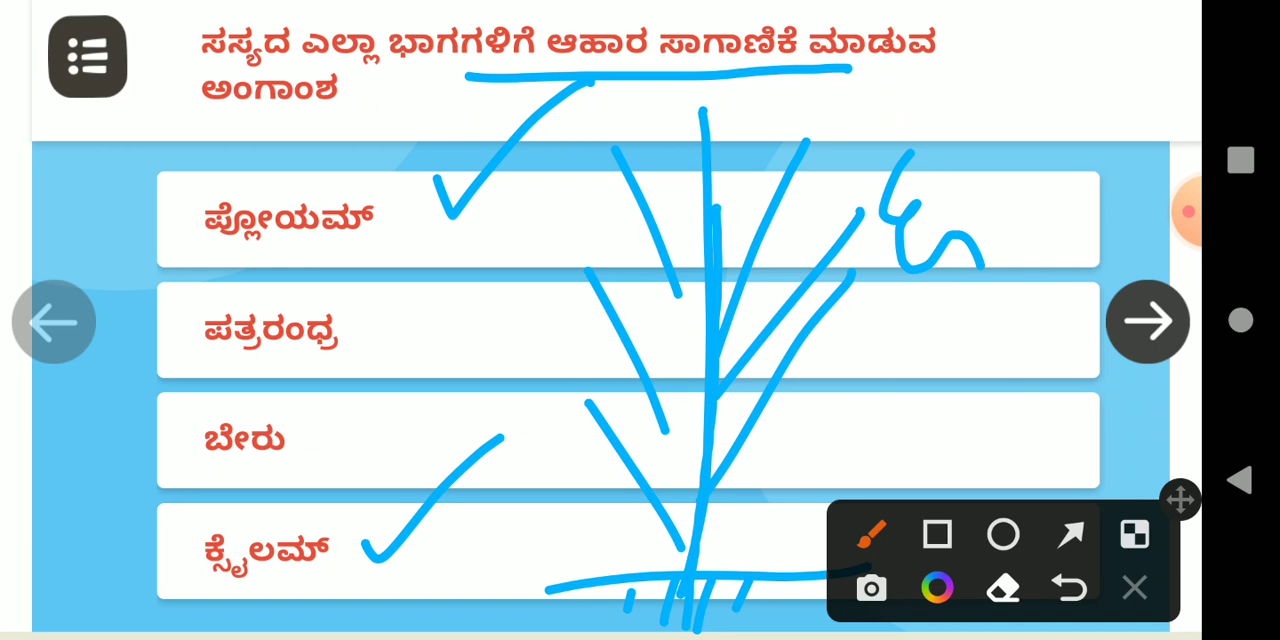 ಸಸ್ಯದ ಎಲ್ಲಾ ಭಾಗಗಳಿಗೆ ಆಹಾರ ಸಾಗಾಣಿಕೆ ಮಾಡುವ
ಅಂಗಾಂಶ
ಪ್ಲೋಯಮ್
ಪತ್ರರಂಧ್ರ
ಬೇರು
ಕ್ಸೈಲಮ್